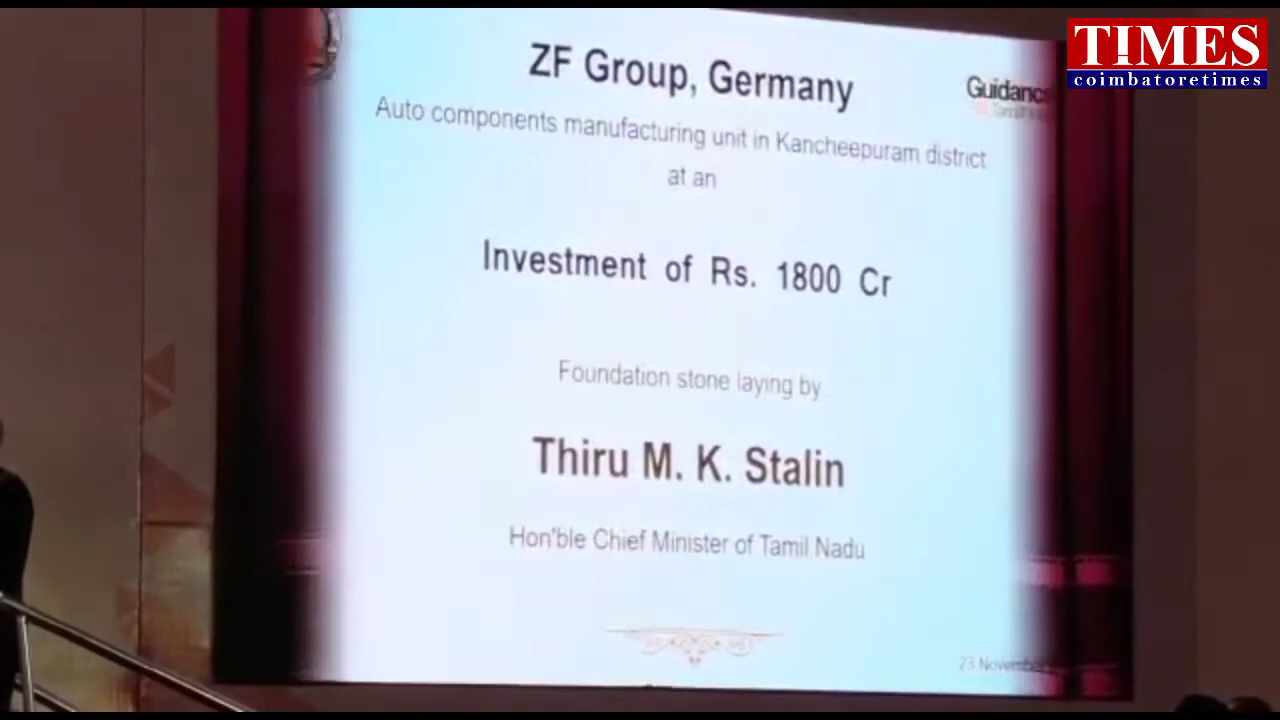 TIMES
coimbatoretimes
ZF Group, Germany
Guidance
Auto components manufacturing unit in Kancheepuram district
at an
Investment of Rs. 1800 Cr
Foundation stone laying by
Thiru M. K. Stalin
Hon'ble Chief Minister of Tamil Nadu
23 November